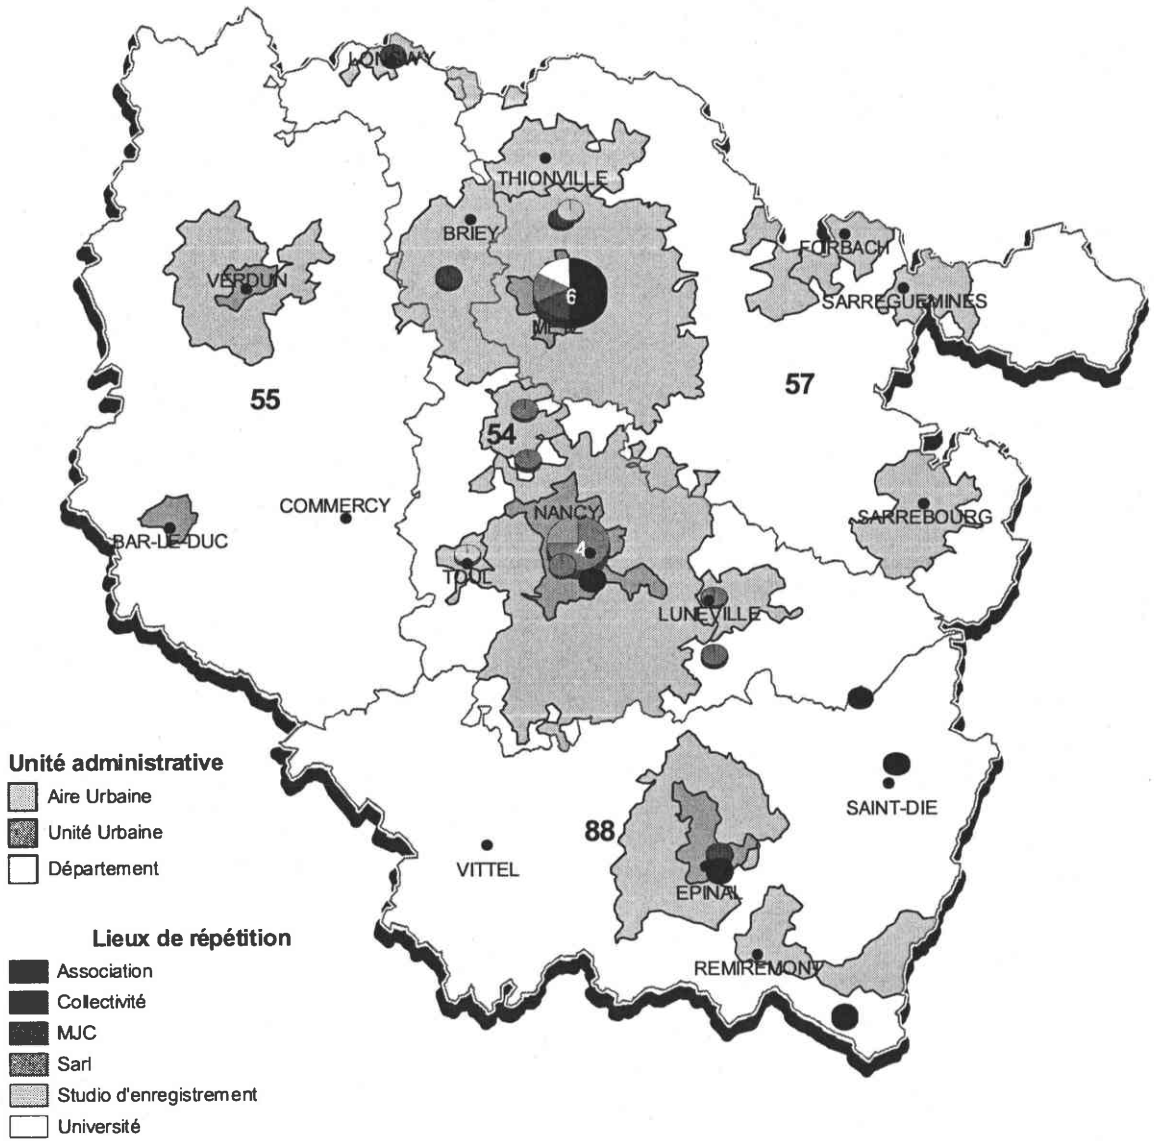 LONGWY
THIONVILLE
BRIEY
FORBACH
VERDUN
SARREGUEMINES
6
METZ
57
55
54
COMMERCY
NANCY
SARREBOURG
BAR-LE-DUC
4
TOUL
LUNEVILLE
Unité administrative
Aire Urbaine
Unité Urbaine
Département
SAINT-DIE
88
VITTEL
EPINAL
REMIREMONT
Lieux de répétition
Association
Collectivité
MJC
Sarl
Studio d'enregistrement
Université